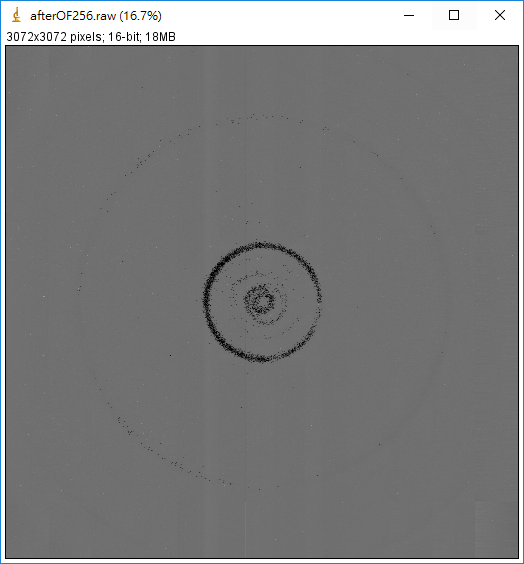 afterOF256.raw (16.7%)
3072x3072 pixels; 16-bit; 18MB